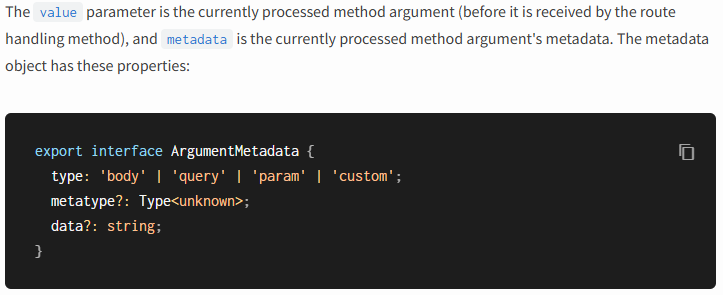 The value parameter is the currently processed method argument (before it is received by the route
handling method), and metadata is the currently processed method argument's metadata. The metadata
object has these properties:
export interface ArgumentMetadata {
  type: 'body' | 'query' | 'param' | 'custom';
  metatype?: Type<unknown>;
  data?: string;
}